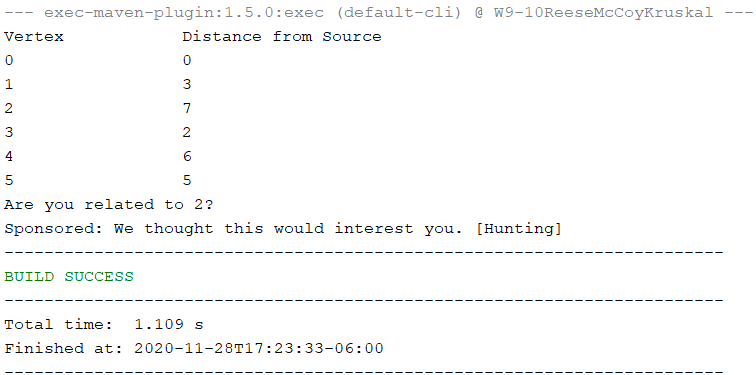 --- exec-maven-plugin:1.5.0:exec (default-cli) @ W9-10ReeseMcCoyKruskal ---
Vertex            Distance from Source
0                 0
1                 3
2                 7
3                 2
4                 6
5                 5
Are you related to 2?
Sponsored: We thought this would interest you. [Hunting]
------------------------------------------------------------------------
BUILD SUCCESS
------------------------------------------------------------------------
Total time:  1.109 s
Finished at: 2020-11-28T17:23:33-06:00
------------------------------------------------------------------------